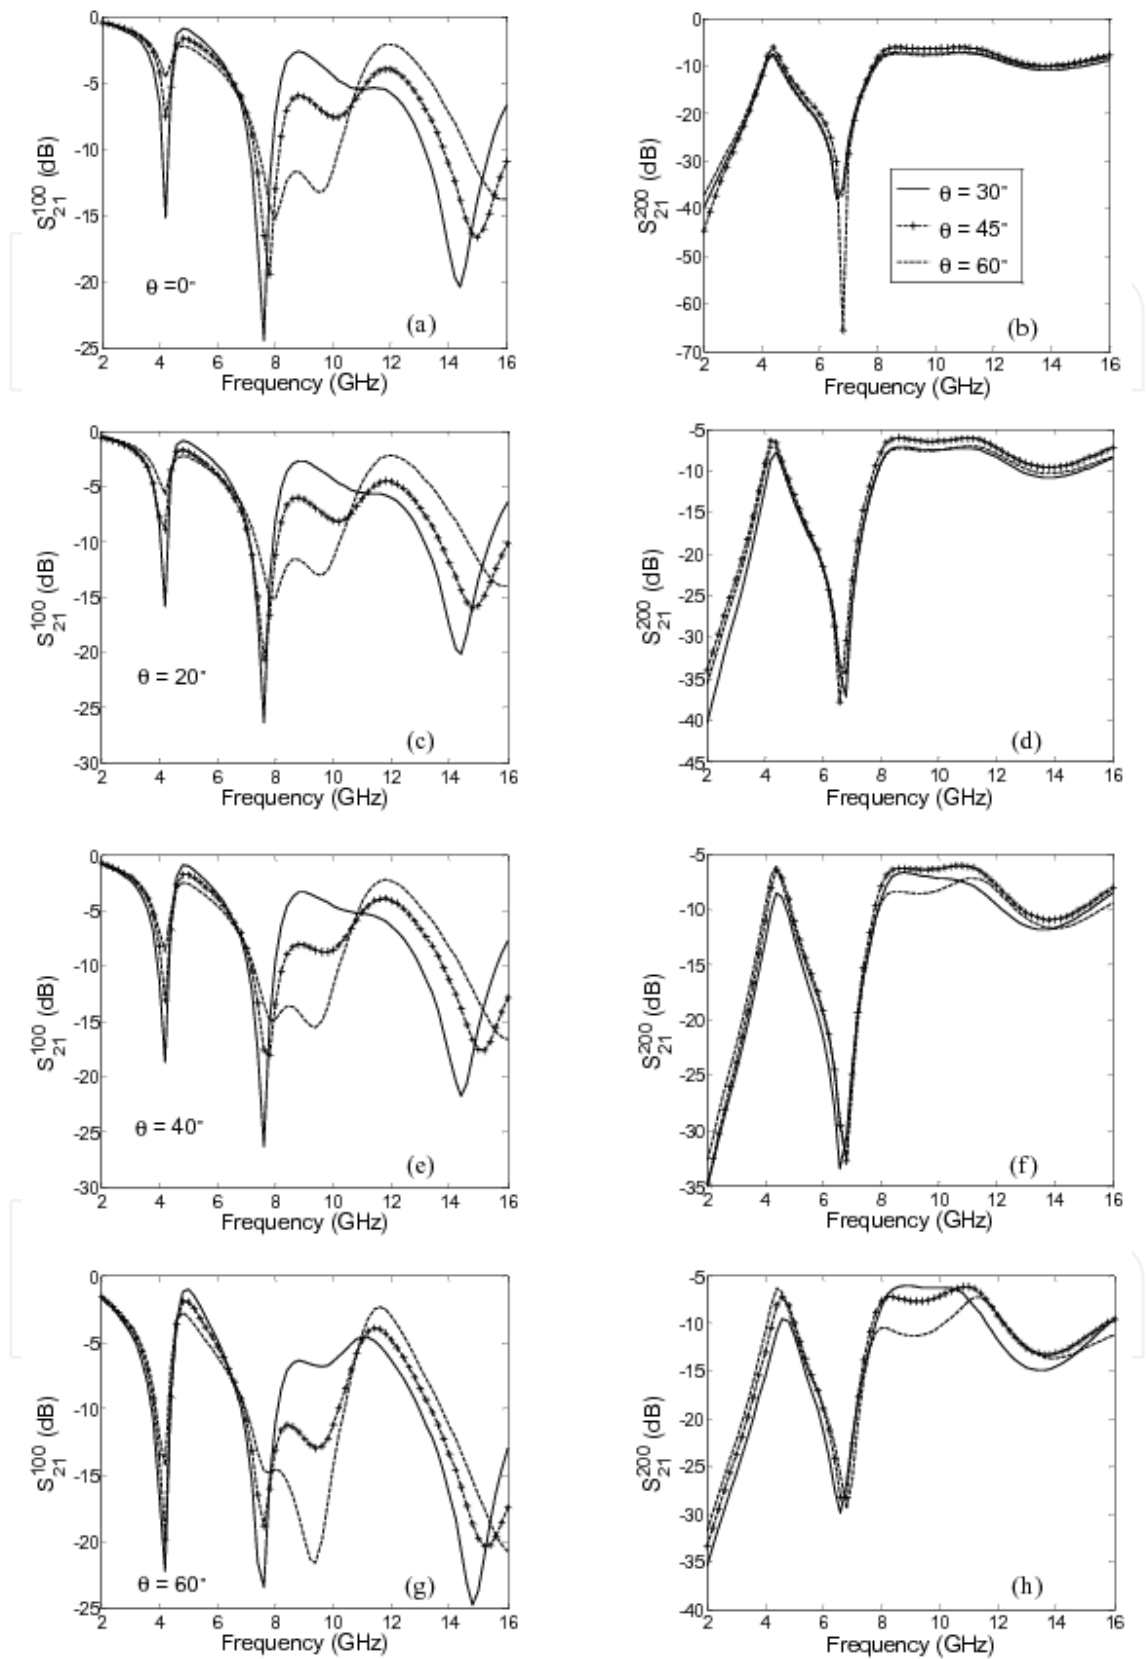 0
-5
-10
-15
-20
-25
2 4 6 8 10 12 14 16
S21^100 (dB)
θ =0°
(a)
Frequency (GHz)
0
-10
-20
-30
-40
-50
-60
-70
2 4 6 8 10 12 14 16
S21^200 (dB)
θ = 30°
θ = 45°
θ = 60°
(b)
Frequency (GHz)
0
-5
-10
-15
-20
-25
-30
2 4 6 8 10 12 14 16
S21^100 (dB)
θ = 20°
(c)
Frequency (GHz)
-5
-10
-15
-20
-25
-30
-35
-40
-45
2 4 6 8 10 12 14 16
S21^200 (dB)
(d)
Frequency (GHz)
0
-5
-10
-15
-20
-25
-30
2 4 6 8 10 12 14 16
S21^100 (dB)
θ = 40°
(e)
Frequency (GHz)
-5
-10
-15
-20
-25
-30
-35
2 4 6 8 10 12 14 16
S21^200 (dB)
(f)
Frequency (GHz)
0
-5
-10
-15
-20
-25
2 4 6 8 10 12 14 16
S21^100 (dB)
θ = 60°
(g)
Frequency (GHz)
-5
-10
-15
-20
-25
-30
-35
-40
2 4 6 8 10 12 14 16
S21^200 (dB)
(h)
Frequency (GHz)